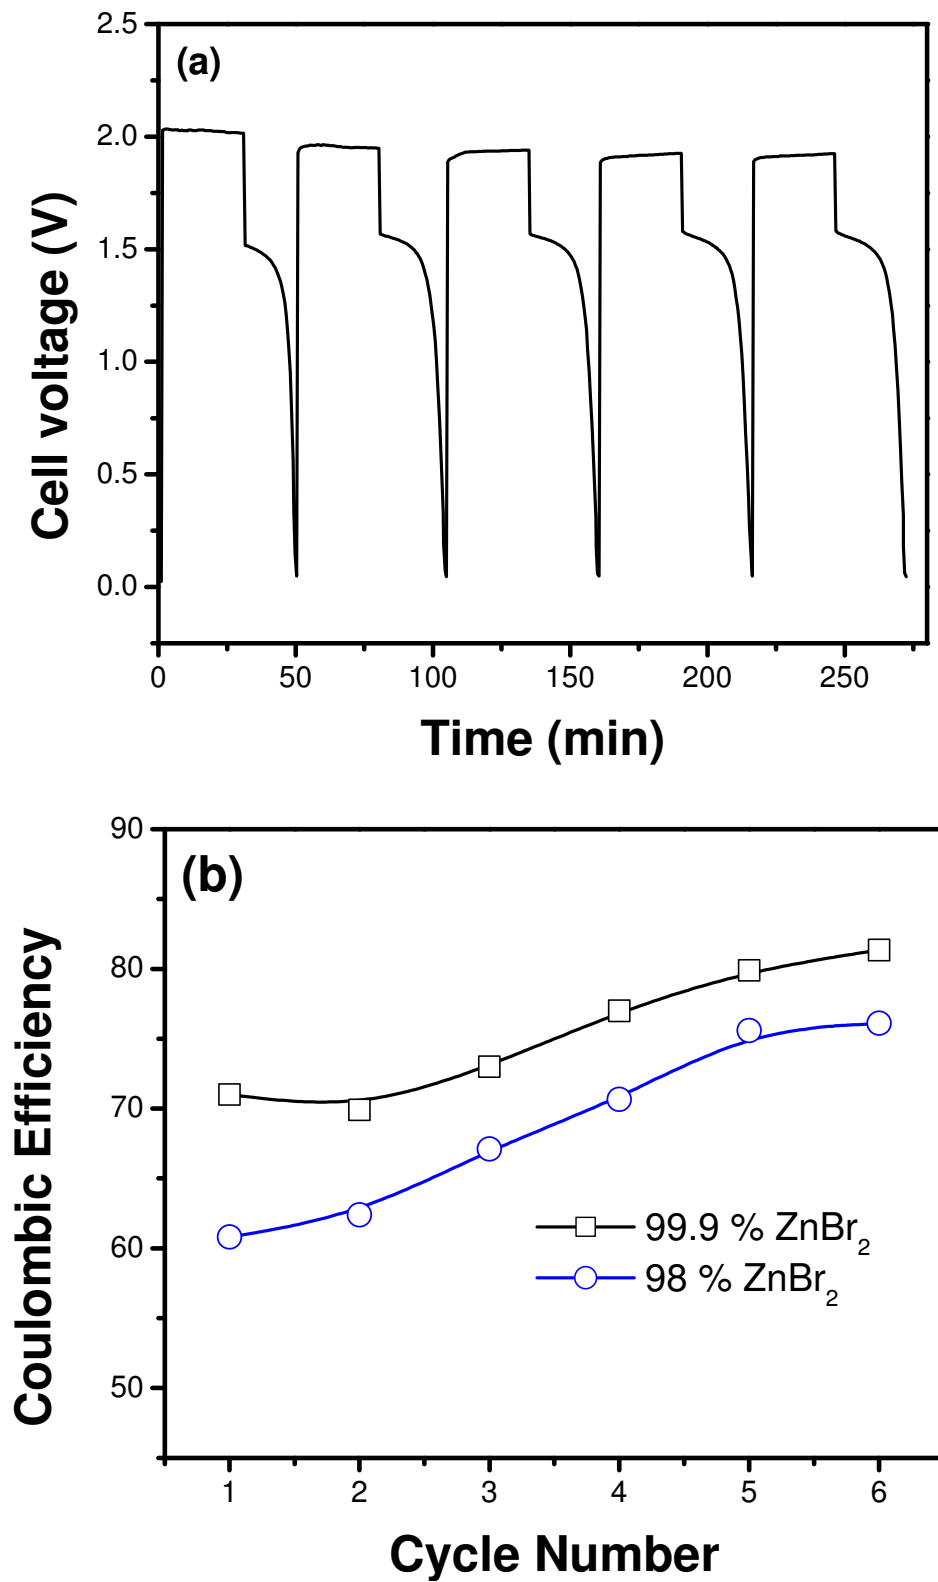 (a)
2.5
2.0
1.5
1.0
0.5
0.0
Cell voltage (V)
0 50 100 150 200 250
Time (min)
(b)
90
80
70
60
50
Coulombic Efficiency
99.9 % ZnBr₂
98 % ZnBr₂
1 2 3 4 5 6
Cycle Number